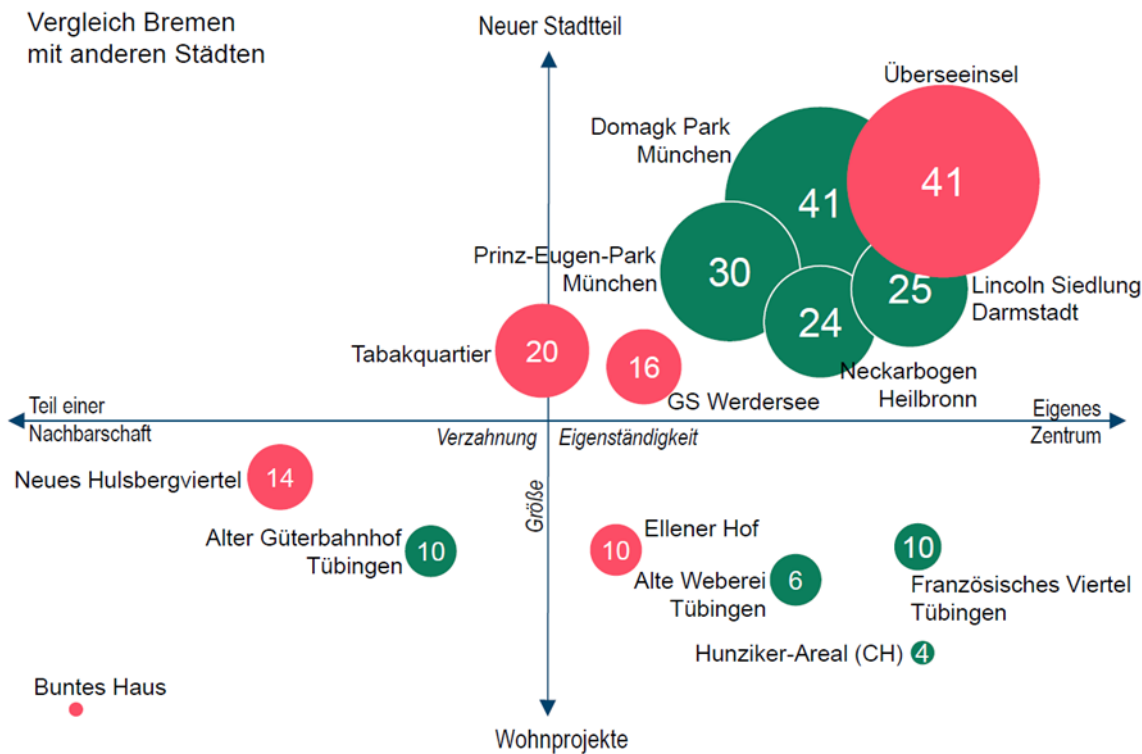 Vergleich Bremen
mit anderen Städten
Neuer Stadtteil
Überseeinsel
Domagk Park
München
41
41
Prinz-Eugen-Park
München
30
25
Lincoln Siedlung
Darmstadt
24
Neckarbogen
Heilbronn
Tabakquartier
20
16
GS Werdersee
Teil einer
Nachbarschaft
Verzahnung
Eigenständigkeit
Eigenes
Zentrum
Größe
Neues Hulsbergviertel
14
Alter Güterbahnhof
Tübingen
10
Ellener Hof
10
Alte Weberei
Tübingen
6
10
Französisches Viertel
Tübingen
Hunziker-Areal (CH)
4
Buntes Haus
Wohnprojekte